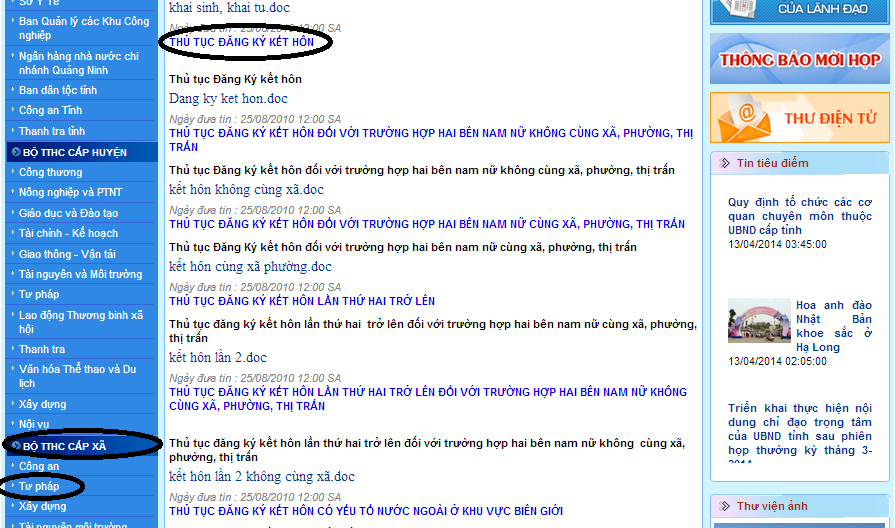 Sở Y Tế
Ban Quản lý các Khu Công
nghiệp
Ngân hàng nhà nước chi
nhánh Quảng Ninh
Ban dân tộc tỉnh
Công an Tỉnh
Thanh tra tỉnh
BỘ TTHC CẤP HUYỆN
Công thương
Nông nghiệp và PTNT
Giáo dục và Đào tạo
Tài chính - Kế hoạch
Giao thông - Vận tải
Tài nguyên và Môi trường
Tư pháp
Lao động Thương binh xã
hội
Thanh tra
Văn hóa Thể thao và Du
lịch
Xây dựng
Nội vụ
BỘ TTHC CẤP XÃ
Công an
Tư pháp
Xây dựng
Tài nguyên môi trường
khai sinh, khai tu.doc
Ngày đưa tin : 25/08/2010 12:00 SA
THỦ TỤC ĐĂNG KÝ KẾT HÔN
Thủ tục Đăng Ký kết hôn
Dang ky ket hon.doc
Ngày đưa tin : 25/08/2010 12:00 SA
THỦ TỤC ĐĂNG KÝ KẾT HÔN ĐỐI VỚI TRƯỜNG HỢP HAI BÊN NAM NỮ KHÔNG CÙNG XÃ, PHƯỜNG, THỊ
TRẤN
Thủ tục Đăng Ký kết hôn đối với trường hợp hai bên nam nữ không cùng xã, phường, thị trấn
kết hôn không cùng xã.doc
Ngày đưa tin : 25/08/2010 12:00 SA
THỦ TỤC ĐĂNG KÝ KẾT HÔN ĐỐI VỚI TRƯỜNG HỢP HAI BÊN NAM NỮ CÙNG XÃ, PHƯỜNG, THỊ TRẤN
Thủ tục Đăng Ký kết hôn đối với trường hợp hai bên nam nữ cùng xã, phường, thị trấn
kết hôn cùng xã phường.doc
Ngày đưa tin : 25/08/2010 12:00 SA
THỦ TỤC ĐĂNG KÝ KẾT HÔN LẦN THỨ HAI TRỞ LÊN
Thủ tục đăng ký kết hôn lần thứ hai trở lên đối với trường hợp hai bên nam nữ cùng xã, phường,
thị trấn
kết hôn lần 2.doc
Ngày đưa tin : 25/08/2010 12:00 SA
THỦ TỤC ĐĂNG KÝ KẾT HÔN LẦN THỨ HAI TRỞ LÊN ĐỐI VỚI TRƯỜNG HỢP HAI BÊN NAM NỮ KHÔNG
CÙNG XÃ, PHƯỜNG, THỊ TRẤN
Thủ tục đăng ký kết hôn lần thứ hai trở lên đối với trường hợp hai bên nam nữ không cùng xã,
phường, thị trấn
kết hôn lần 2 không cùng xã.doc
Ngày đưa tin : 25/08/2010 12:00 SA
THỦ TỤC ĐĂNG KÝ KẾT HÔN CÓ YẾU TỐ NƯỚC NGOÀI Ở KHU VỰC BIÊN GIỚI
CỦA LÃNH ĐẠO
THÔNG BÁO MỜI HỌP
THƯ ĐIỆN TỬ
Tin tiêu điểm
Quy định tổ chức các cơ
quan chuyên môn thuộc
UBND cấp tỉnh
13/04/2014 03:45:00
Hoa anh đào
Nhật Bản
khoe sắc ở
Hạ Long
13/04/2014 02:05:00
Triển khai thực hiện nội
dung chỉ đạo trọng tâm
của UBND tỉnh sau phiên
họp thường kỳ tháng 3-
2014
Thư viện ảnh